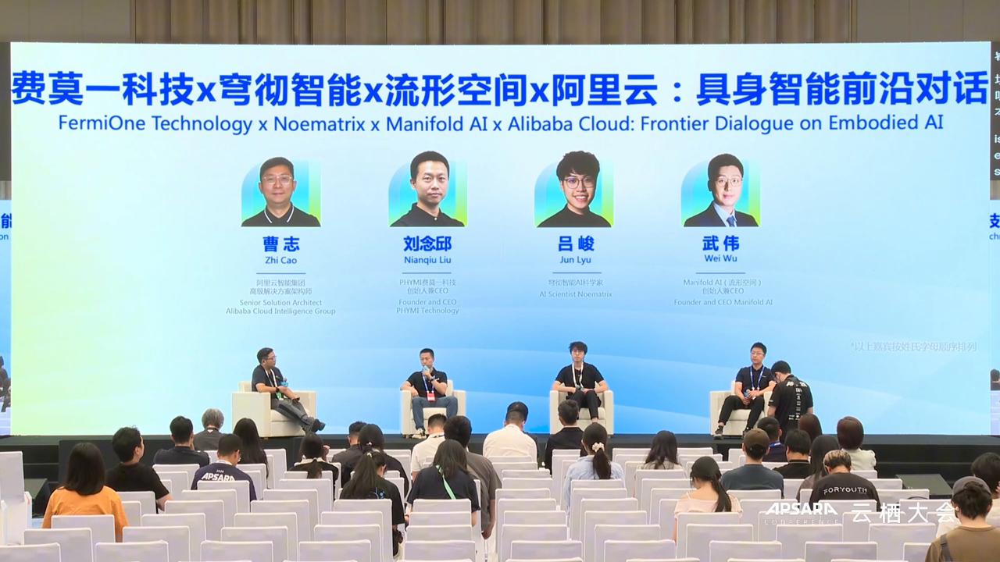 费莫一科技x穹彻智能x流形空间x阿里云：具身智能前沿对话
FermiOne Technology x Noematrix x Manifold AI x Alibaba Cloud: Frontier Dialogue on Embodied AI
曹 志
Zhi Cao
阿里云智能集团
高级解决方案架构师
Senior Solution Architect
Alibaba Cloud Intelligence Group
刘念邱
Nianqiu Liu
PHYMI费莫一科技
创始人兼CEO
Founder and CEO
PHYMI Technology
吕 峻
Jun Lyu
穹彻智能AI科学家
AI Scientist Noematrix
武 伟
Wei Wu
Manifold AI（流形空间）
创始人兼CEO
Founder and CEO Manifold AI
*以上嘉宾按姓氏字母顺序排列
能
on
技
APSARA
FORYOUTH
APSARA
CONFERENCE
云栖大会